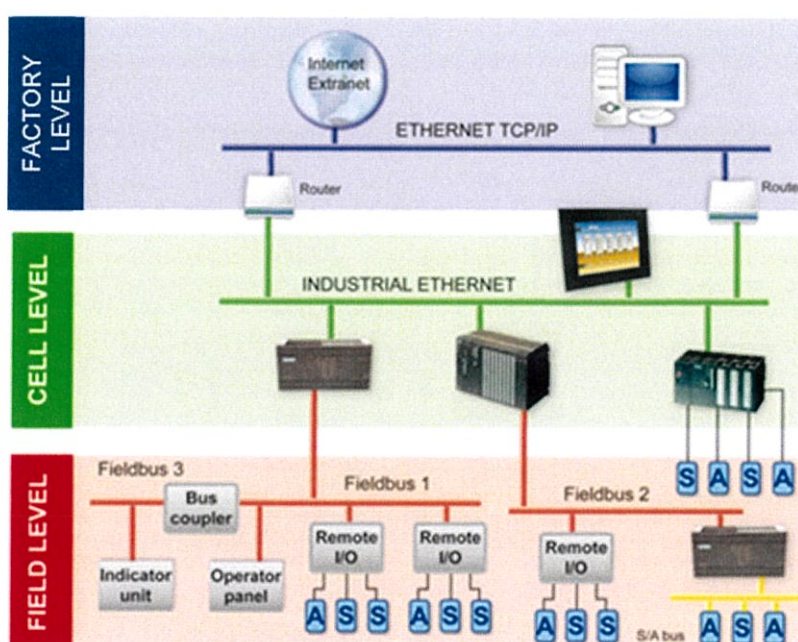 FACTORY
LEVEL
Internet
Extranet
ETHERNET TCP/IP
Router
Route
CELL LEVEL
INDUSTRIAL ETHERNET
S A S A
FIELD LEVEL
Fieldbus 3
Bus
coupler
Fieldbus 1
Fieldbus 2
Indicator
unit
Operator
panel
Remote
I/O
Remote
I/O
Remote
I/O
A S S
A S S
A S S
S/A bus
A S A